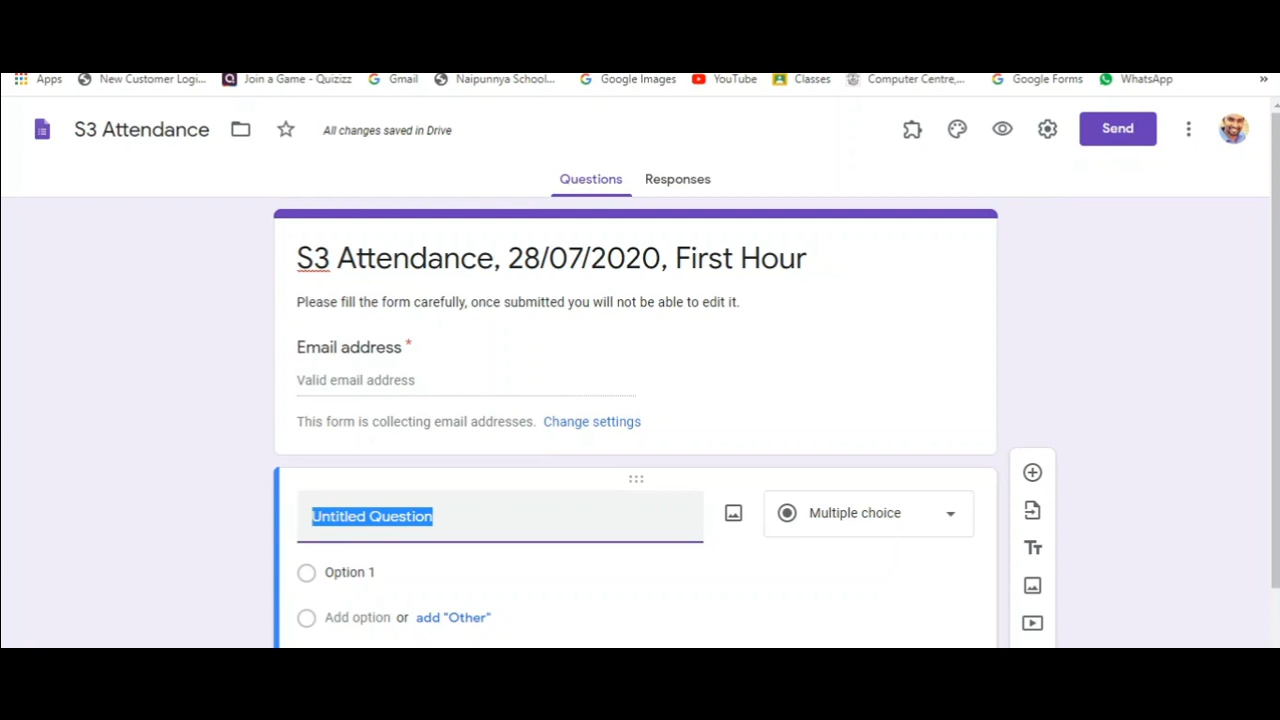 Apps New Customer Logi... Join a Game - Quizizz Gmail Naipunnya School... Google Images YouTube Classes Computer Centre,... Google Forms WhatsApp »
S3 Attendance All changes saved in Drive Send
Questions Responses
S3 Attendance, 28/07/2020, First Hour
Please fill the form carefully, once submitted you will not be able to edit it.
Email address *
Valid email address
This form is collecting email addresses. Change settings
Untitled Question Multiple choice
Option 1
Add option or add "Other"